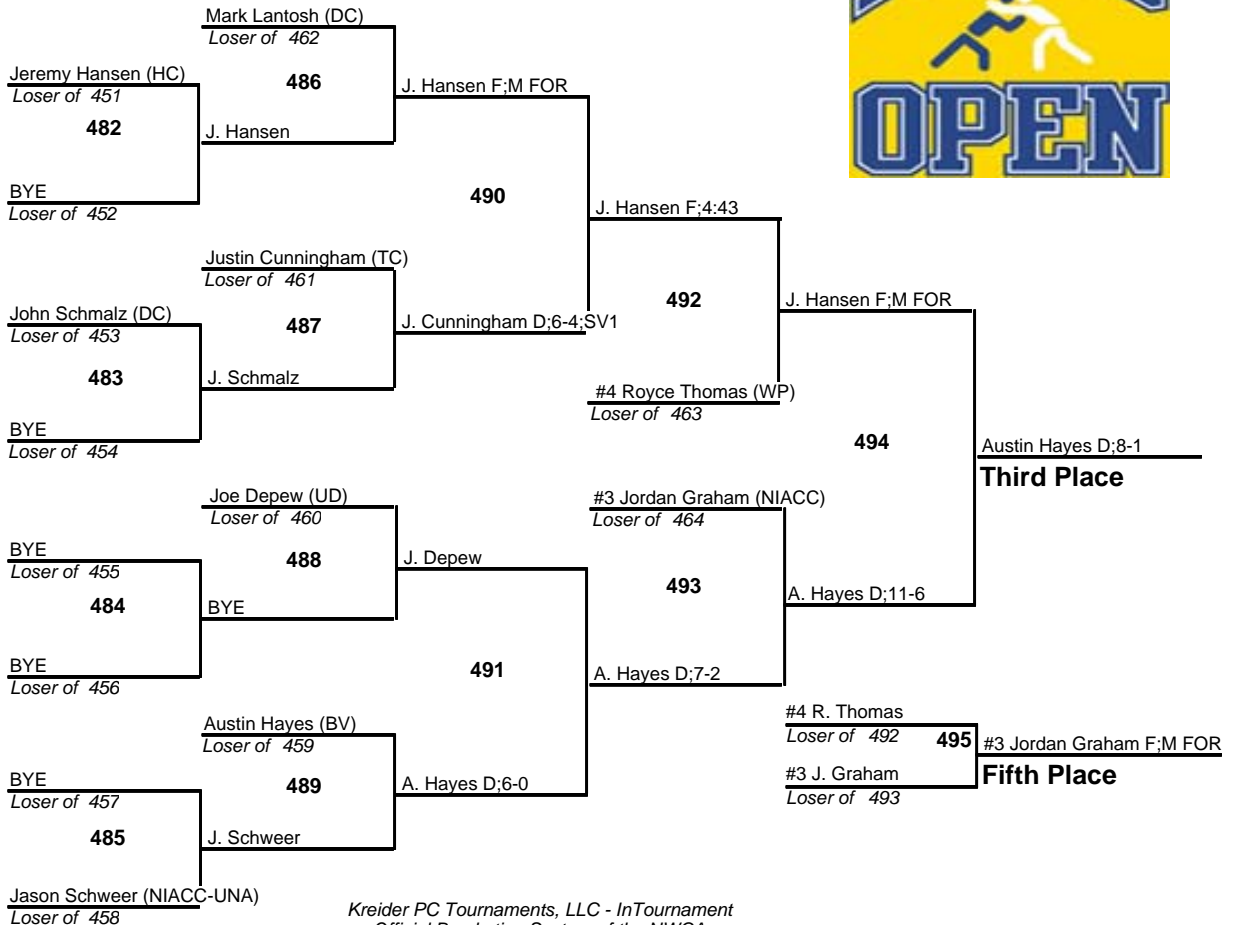 Mark Lantosh (DC)
Loser of 462
Jeremy Hansen (HC)
Loser of 451
486
J. Hansen F;M FOR
482
J. Hansen
BYE
Loser of 452
490
J. Hansen F;4:43
Justin Cunningham (TC)
Loser of 461
John Schmalz (DC)
Loser of 453
487
J. Cunningham D;6-4;SV1
492
J. Hansen F;M FOR
483
J. Schmalz
#4 Royce Thomas (WP)
Loser of 463
BYE
Loser of 454
494
Austin Hayes D;8-1
Third Place
Joe Depew (UD)
Loser of 460
#3 Jordan Graham (NIACC)
Loser of 464
BYE
Loser of 455
488
J. Depew
493
484
BYE
A. Hayes D;11-6
BYE
Loser of 456
491
A. Hayes D;7-2
Austin Hayes (BV)
Loser of 459
#4 R. Thomas
Loser of 492
495
#3 Jordan Graham F;M FOR
Fifth Place
BYE
Loser of 457
489
A. Hayes D;6-0
#3 J. Graham
Loser of 493
485
J. Schweer
Jason Schweer (NIACC-UNA)
Loser of 458
Kreider PC Tournaments, LLC - InTournament
OPEN